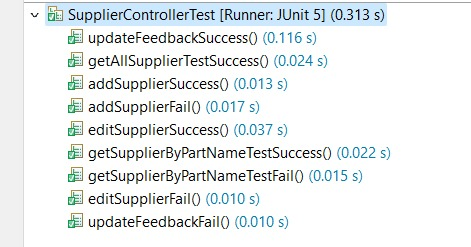 SupplierControllerTest [Runner: JUnit 5] (0.313 s)
updateFeedbackSuccess() (0.116 s)
getAllSupplierTestSuccess() (0.024 s)
addSupplierSuccess() (0.013 s)
addSupplierFail() (0.017 s)
editSupplierSuccess() (0.037 s)
getSupplierByPartNameTestSuccess() (0.022 s)
getSupplierByPartNameTestFail() (0.015 s)
editSupplierFail() (0.010 s)
updateFeedbackFail() (0.010 s)